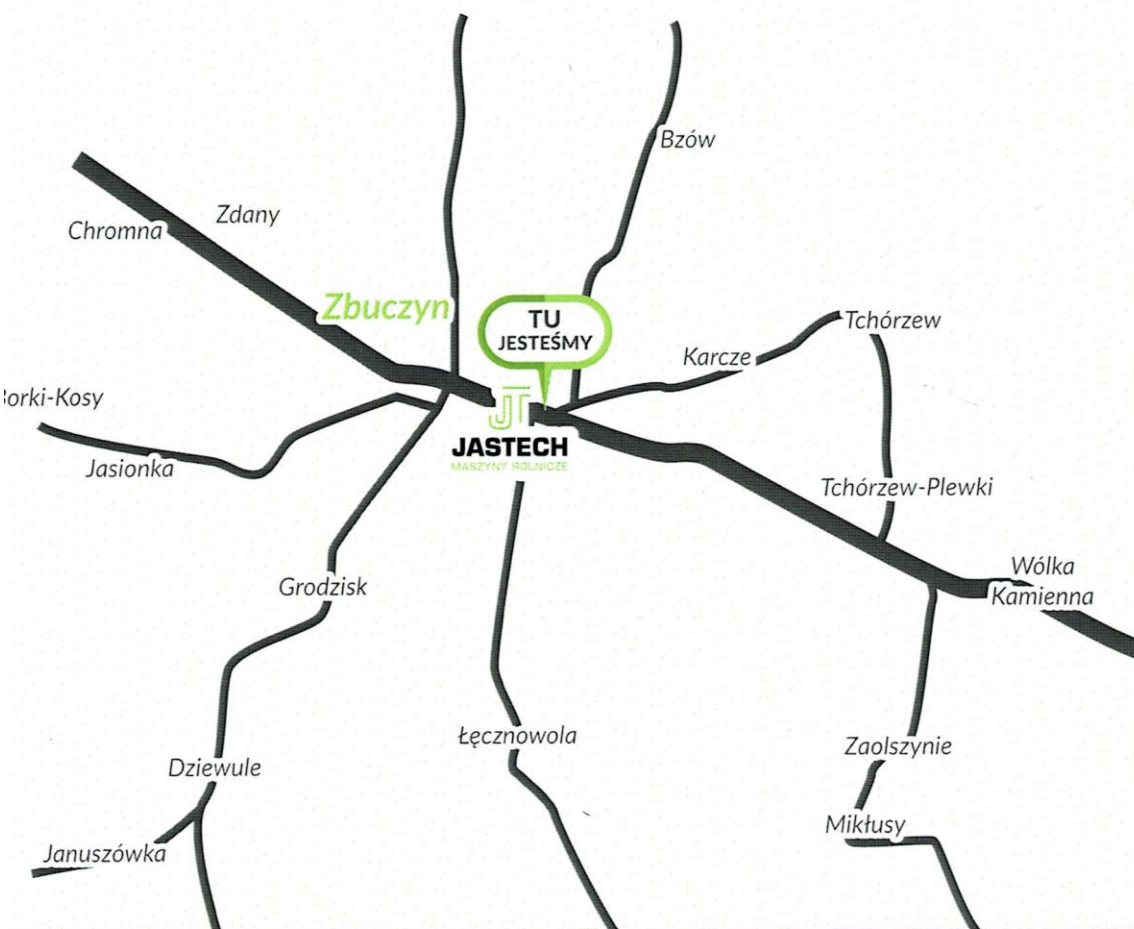 Bzów
Zdany
Chromna
Zbuczyn
TU
JESTEŚMY
Tchórzew
Karcze
orki-Kosy
JT
JASTECH
MASZYNY ROLNICZE
Jasionka
Tchórzew-Plewki
Wólka
Kamienna
Grodzisk
Łęcznowola
Zaolszynie
Dziewule
Mikłusy
Januszówka